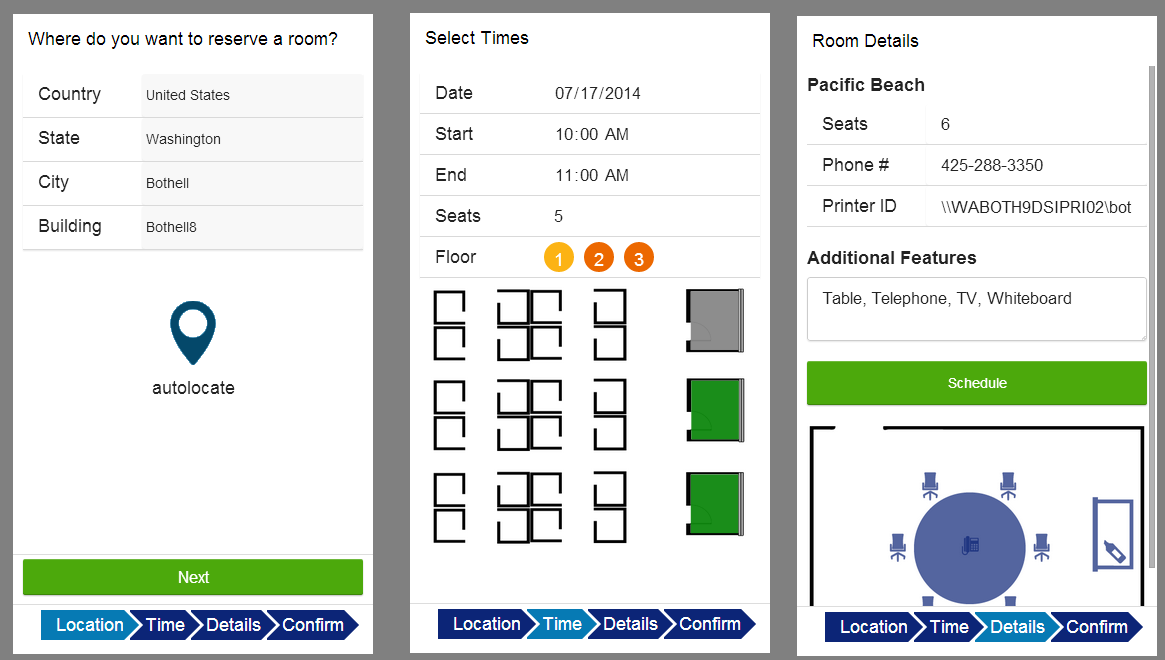 Where do you want to reserve a room?
Country United States
State Washington
City Bothell
Building Bothell8
autolocate
Next
Location Time Details Confirm
Select Times
Date 07/17/2014
Start 10:00 AM
End 11:00 AM
Seats 5
Floor 1 2 3
Location Time Details Confirm
Room Details
Pacific Beach
Seats 6
Phone # 425-288-3350
Printer ID \\WABOTH9DSIPRI02\bot
Additional Features
Table, Telephone, TV, Whiteboard
Schedule
Location Time Details Confirm